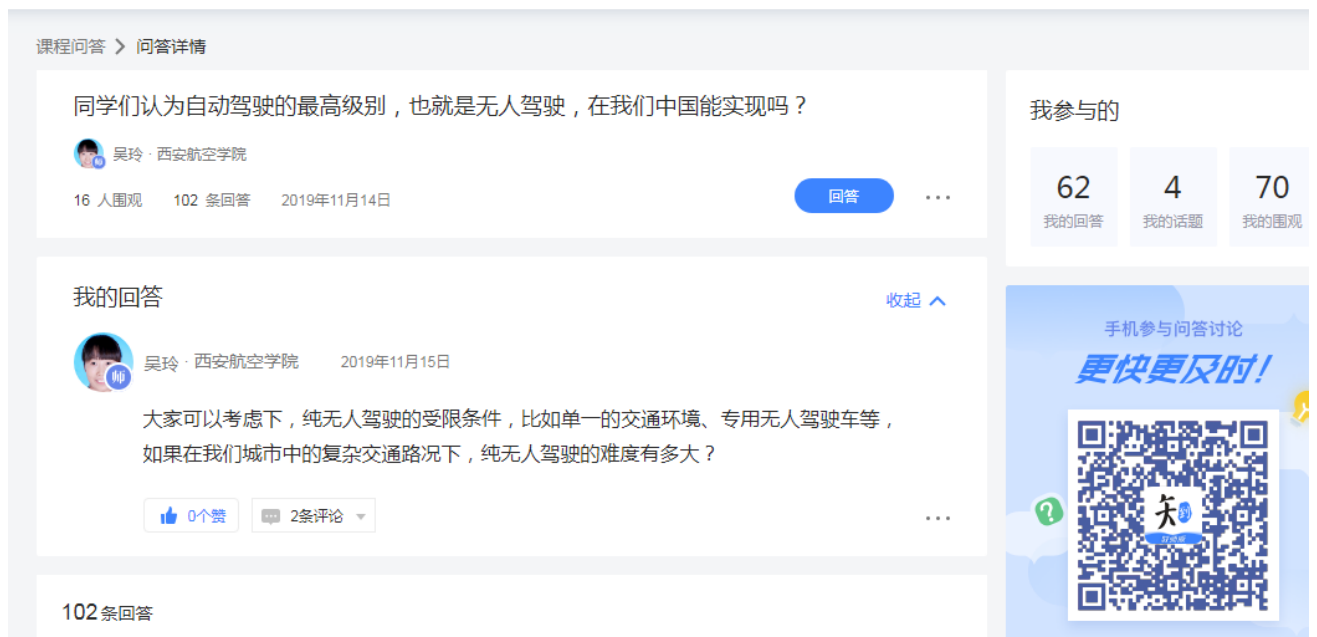 课程问答 > 问答详情
同学们认为自动驾驶的最高级别，也就是无人驾驶，在我们中国能实现吗？
师
吴玲 · 西安航空学院
16 人围观 102 条回答 2019年11月14日
回答
我的回答
收起
师
吴玲 · 西安航空学院 2019年11月15日
大家可以考虑下，纯无人驾驶的受限条件，比如单一的交通环境、专用无人驾驶车等，
如果在我们城市中的复杂交通路况下，纯无人驾驶的难度有多大？
0个赞 2条评论
102条回答
我参与的
62 4 70
我的回答 我的话题 我的围观
手机参与问答讨论
更快更及时！
?